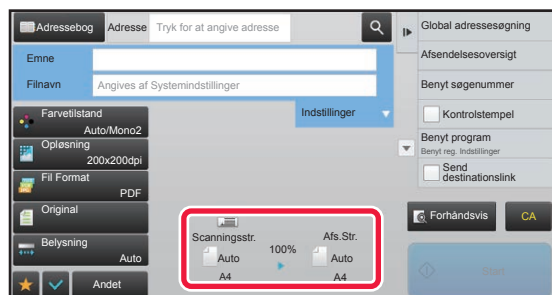 Adressebog
Adresse
Tryk for at angive adresse
Emne
Filnavn
Angives af Systemindstillinger
Indstillinger
Farvetilstand
Auto/Mono2
Opløsning
200x200dpi
Fil Format
PDF
Original
Belysning
Auto
Andet
Scanningsstr.
Auto
A4
100%
Afs.Str.
Auto
A4
Global adressesøgning
Afsendelsesoversigt
Benyt søgenummer
Kontrolstempel
Benyt program
Benyt reg. Indstillinger
Send
destinationslink
Forhåndsvis
CA
Start